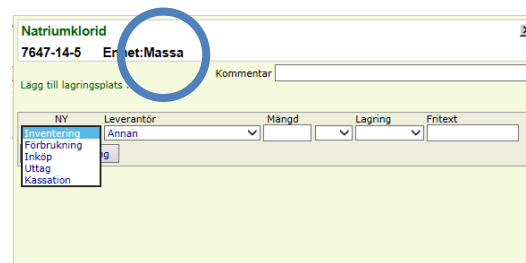 Natriumklorid
7647-14-5 Enhet:Massa
Kommentar
Lägg till lagringsplats
NY Leverantör Mängd Lagring Fritext
Inventering Annan
Förbrukning
Inköp
Uttag
Kassation